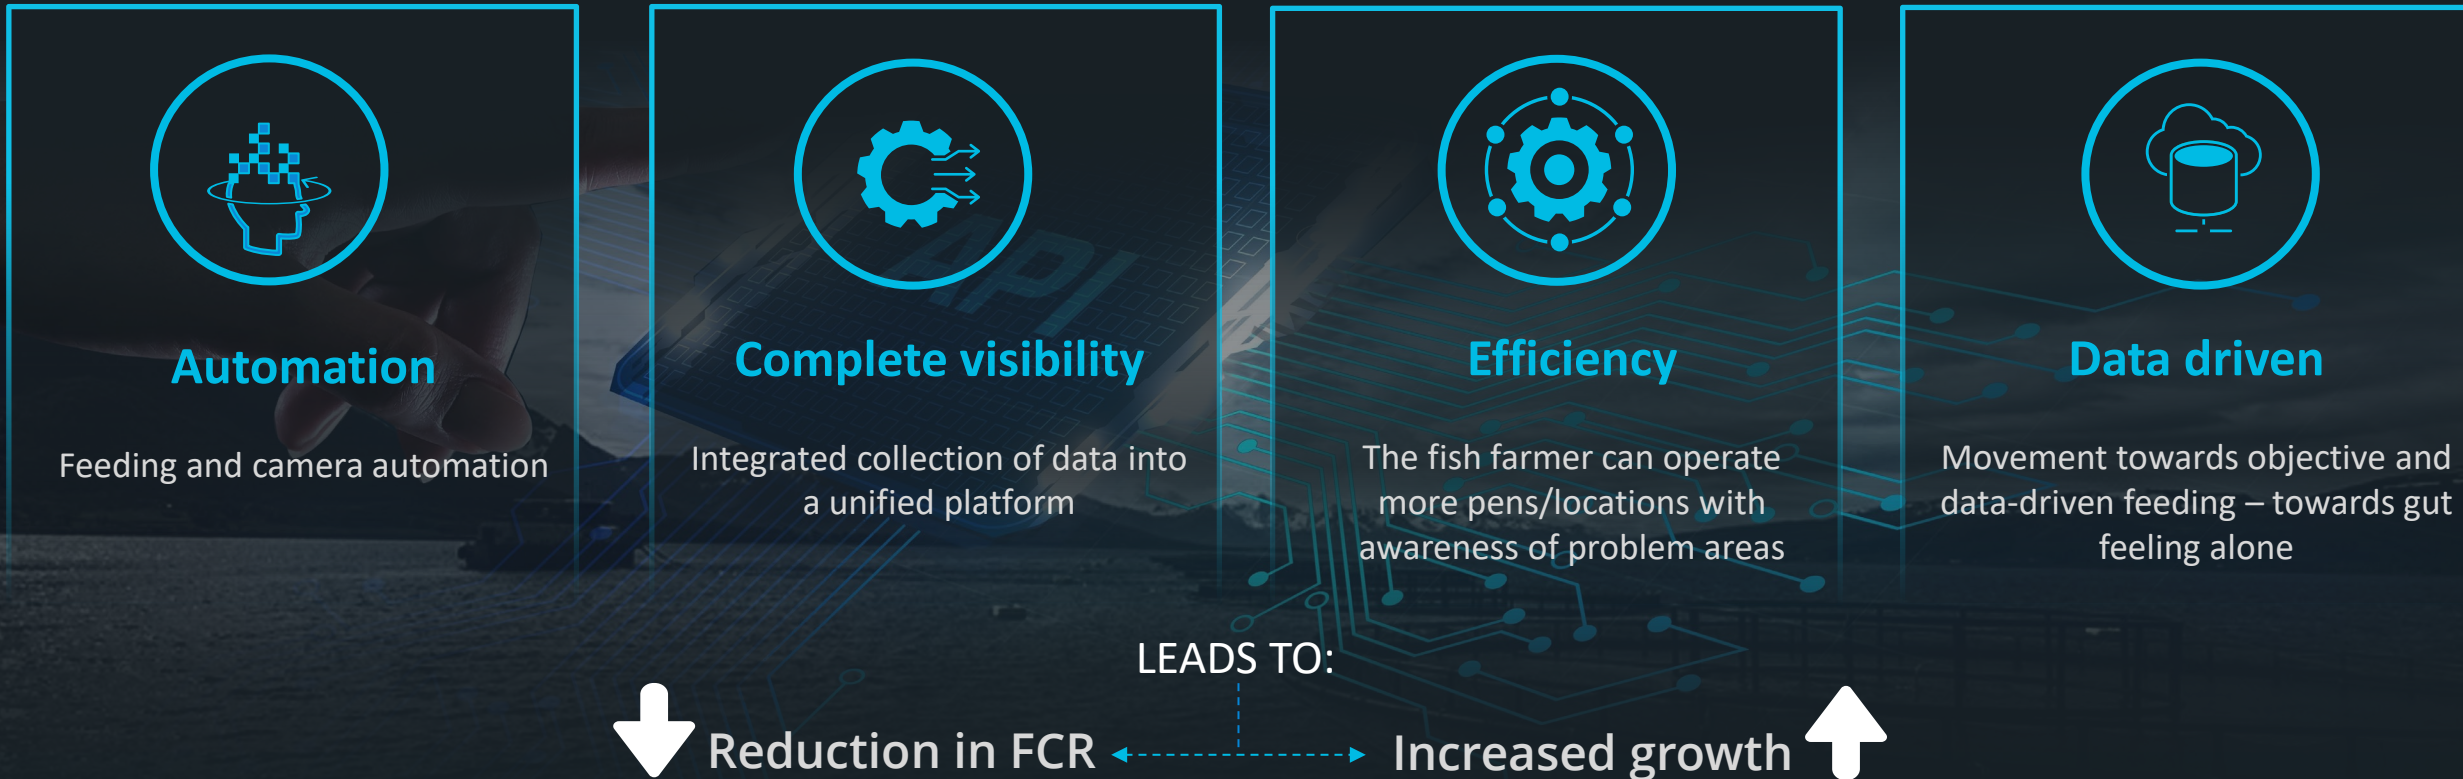 API
Automation
Feeding and camera automation
Complete visibility
Integrated collection of data into
a unified platform
Efficiency
The fish farmer can operate
more pens/locations with
awareness of problem areas
Data driven
Movement towards objective and
data-driven feeding – towards gut
feeling alone
LEADS TO:
Reduction in FCR
Increased growth